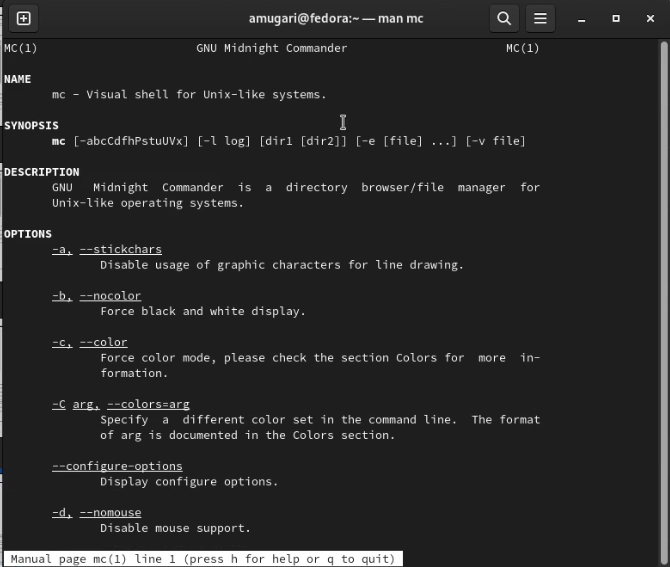 amugari@fedora:~ — man mc
MC(1) GNU Midnight Commander MC(1)
NAME
mc - Visual shell for Unix-like systems.
SYNOPSIS
mc [-abcCdfhPstuUVx] [-l log] [dir1 [dir2]] [-e [file] ...] [-v file]
DESCRIPTION
GNU Midnight Commander is a directory browser/file manager for
Unix-like operating systems.
OPTIONS
-a, --stickchars
Disable usage of graphic characters for line drawing.
-b, --nocolor
Force black and white display.
-c, --color
Force color mode, please check the section Colors for more in-
formation.
-C arg, --colors=arg
Specify a different color set in the command line. The format
of arg is documented in the Colors section.
--configure-options
Display configure options.
-d, --nomouse
Disable mouse support.
Manual page mc(1) line 1 (press h for help or q to quit)